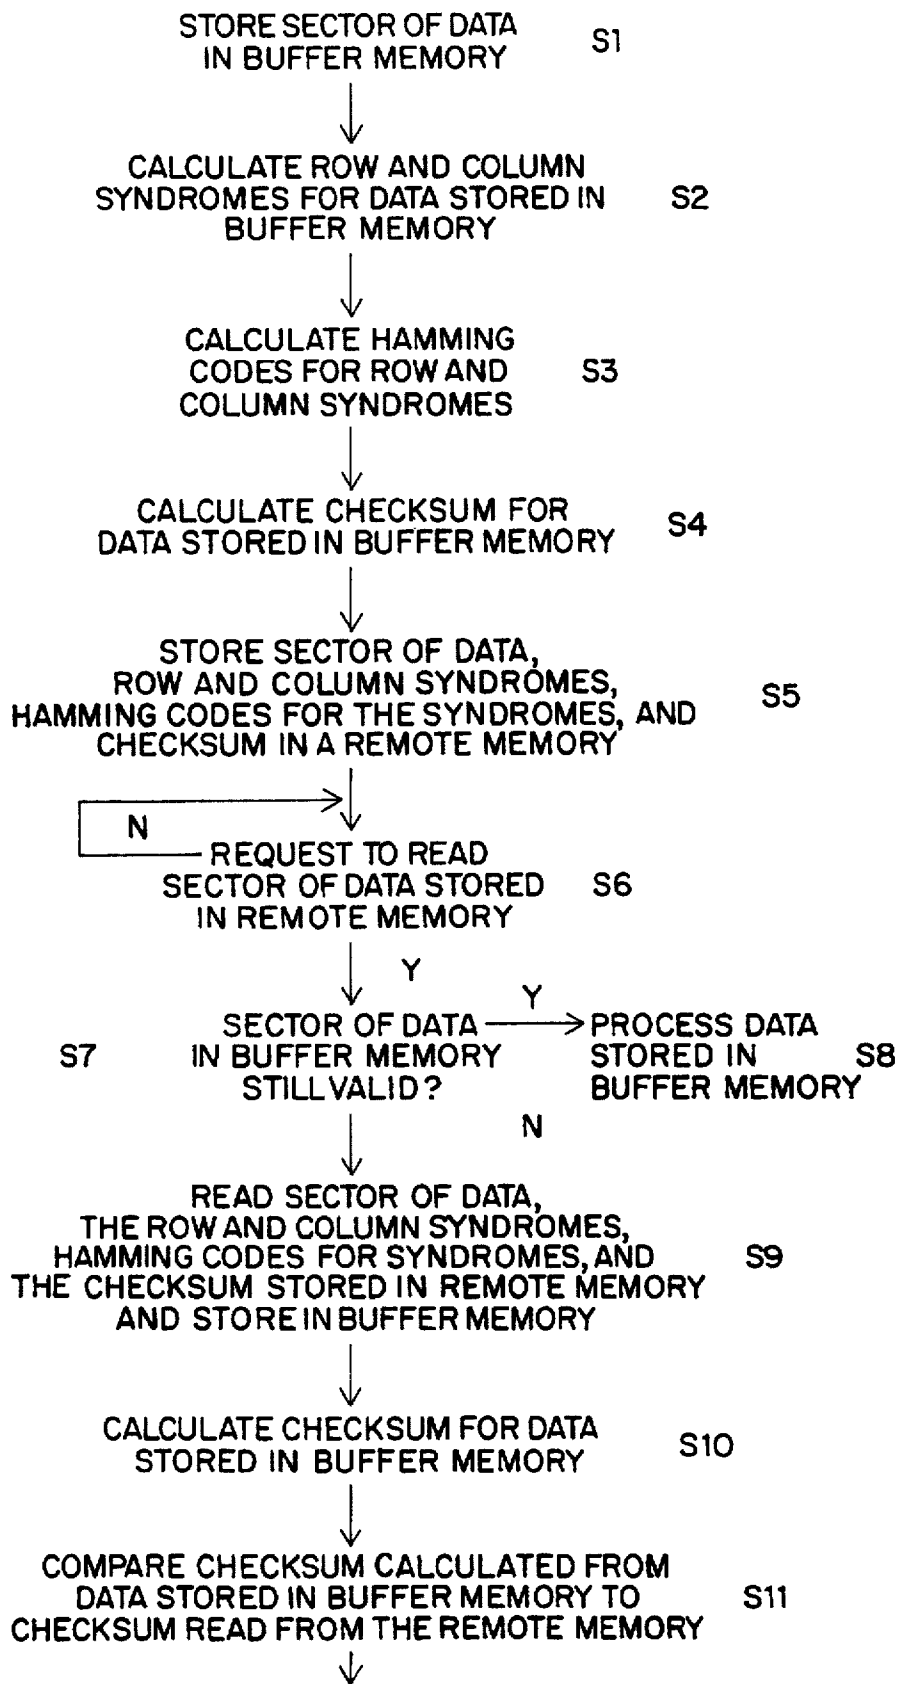 STORE SECTOR OF DATA
IN BUFFER MEMORY
S1
CALCULATE ROW AND COLUMN
SYNDROMES FOR DATA STORED IN
BUFFER MEMORY
S2
CALCULATE HAMMING
CODES FOR ROW AND
COLUMN SYNDROMES
S3
CALCULATE CHECKSUM FOR
DATA STORED IN BUFFER MEMORY
S4
STORE SECTOR OF DATA,
ROW AND COLUMN SYNDROMES,
HAMMING CODES FOR THE SYNDROMES, AND
CHECKSUM IN A REMOTE MEMORY
S5
N
REQUEST TO READ
SECTOR OF DATA STORED
IN REMOTE MEMORY
S6
Y
S7
SECTOR OF DATA
IN BUFFER MEMORY
STILL VALID?
Y
PROCESS DATA
STORED IN
BUFFER MEMORY
S8
N
READ SECTOR OF DATA,
THE ROW AND COLUMN SYNDROMES,
HAMMING CODES FOR SYNDROMES, AND
THE CHECKSUM STORED IN REMOTE MEMORY
AND STORE IN BUFFER MEMORY
S9
CALCULATE CHECKSUM FOR DATA
STORED IN BUFFER MEMORY
S10
COMPARE CHECKSUM CALCULATED FROM
DATA STORED IN BUFFER MEMORY TO
CHECKSUM READ FROM THE REMOTE MEMORY
S11